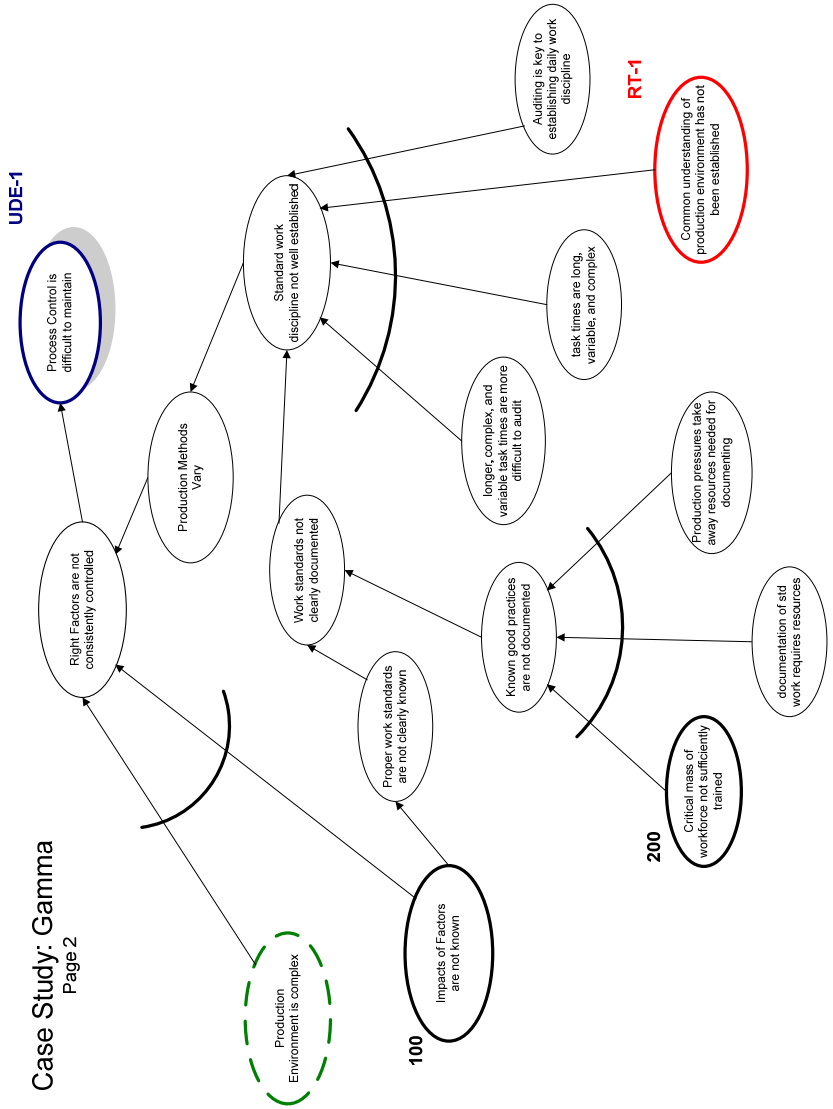 Case Study: Gamma
Page 2
UDE-1
Process Control is
difficult to maintain
Right Factors are not
consistently controlled
Production Methods
Vary
Standard work
discipline not well established
Production
Environment is complex
Work standards not
clearly documented
Proper work standards
are not clearly known
100
Impacts of Factors
are not known
longer, complex, and
variable task times are more
difficult to audit
task times are long,
variable, and complex
Auditing is key to
establishing daily work
discipline
RT-1
Common understanding of
production environment has not
been established
Known good practices
are not documented
200
Critical mass of
workforce not sufficiently
trained
documentation of std
work requires resources
Production pressures take
away resources needed for
documenting